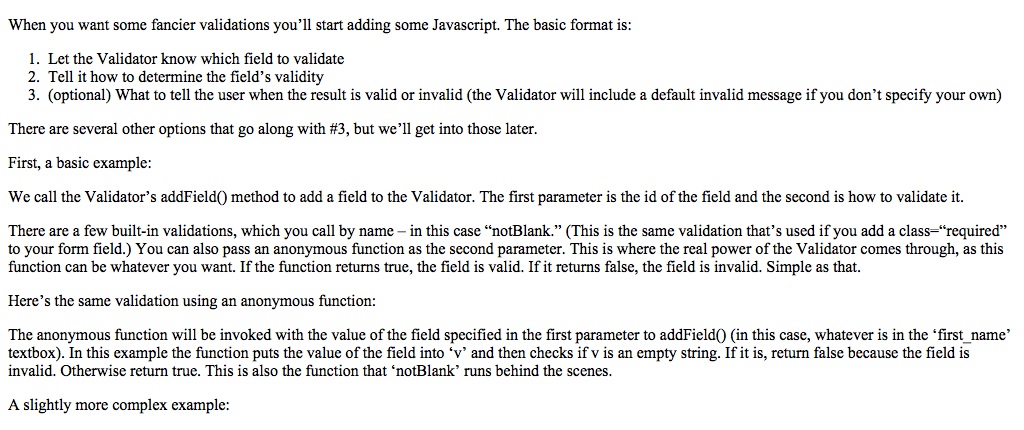 When you want some fancier validations you’ll start adding some Javascript. The basic format is:
1. Let the Validator know which field to validate
2. Tell it how to determine the field’s validity
3. (optional) What to tell the user when the result is valid or invalid (the Validator will include a default invalid message if you don’t specify your own)
There are several other options that go along with #3, but we’ll get into those later.
First, a basic example:
We call the Validator’s addField() method to add a field to the Validator. The first parameter is the id of the field and the second is how to validate it.
There are a few built-in validations, which you call by name – in this case “notBlank.” (This is the same validation that’s used if you add a class=“required”
to your form field.) You can also pass an anonymous function as the second parameter. This is where the real power of the Validator comes through, as this
function can be whatever you want. If the function returns true, the field is valid. If it returns false, the field is invalid. Simple as that.
Here’s the same validation using an anonymous function:
The anonymous function will be invoked with the value of the field specified in the first parameter to addField() (in this case, whatever is in the ‘first_name’
textbox). In this example the function puts the value of the field into ‘v’ and then checks if v is an empty string. If it is, return false because the field is
invalid. Otherwise return true. This is also the function that ‘notBlank’ runs behind the scenes.
A slightly more complex example: